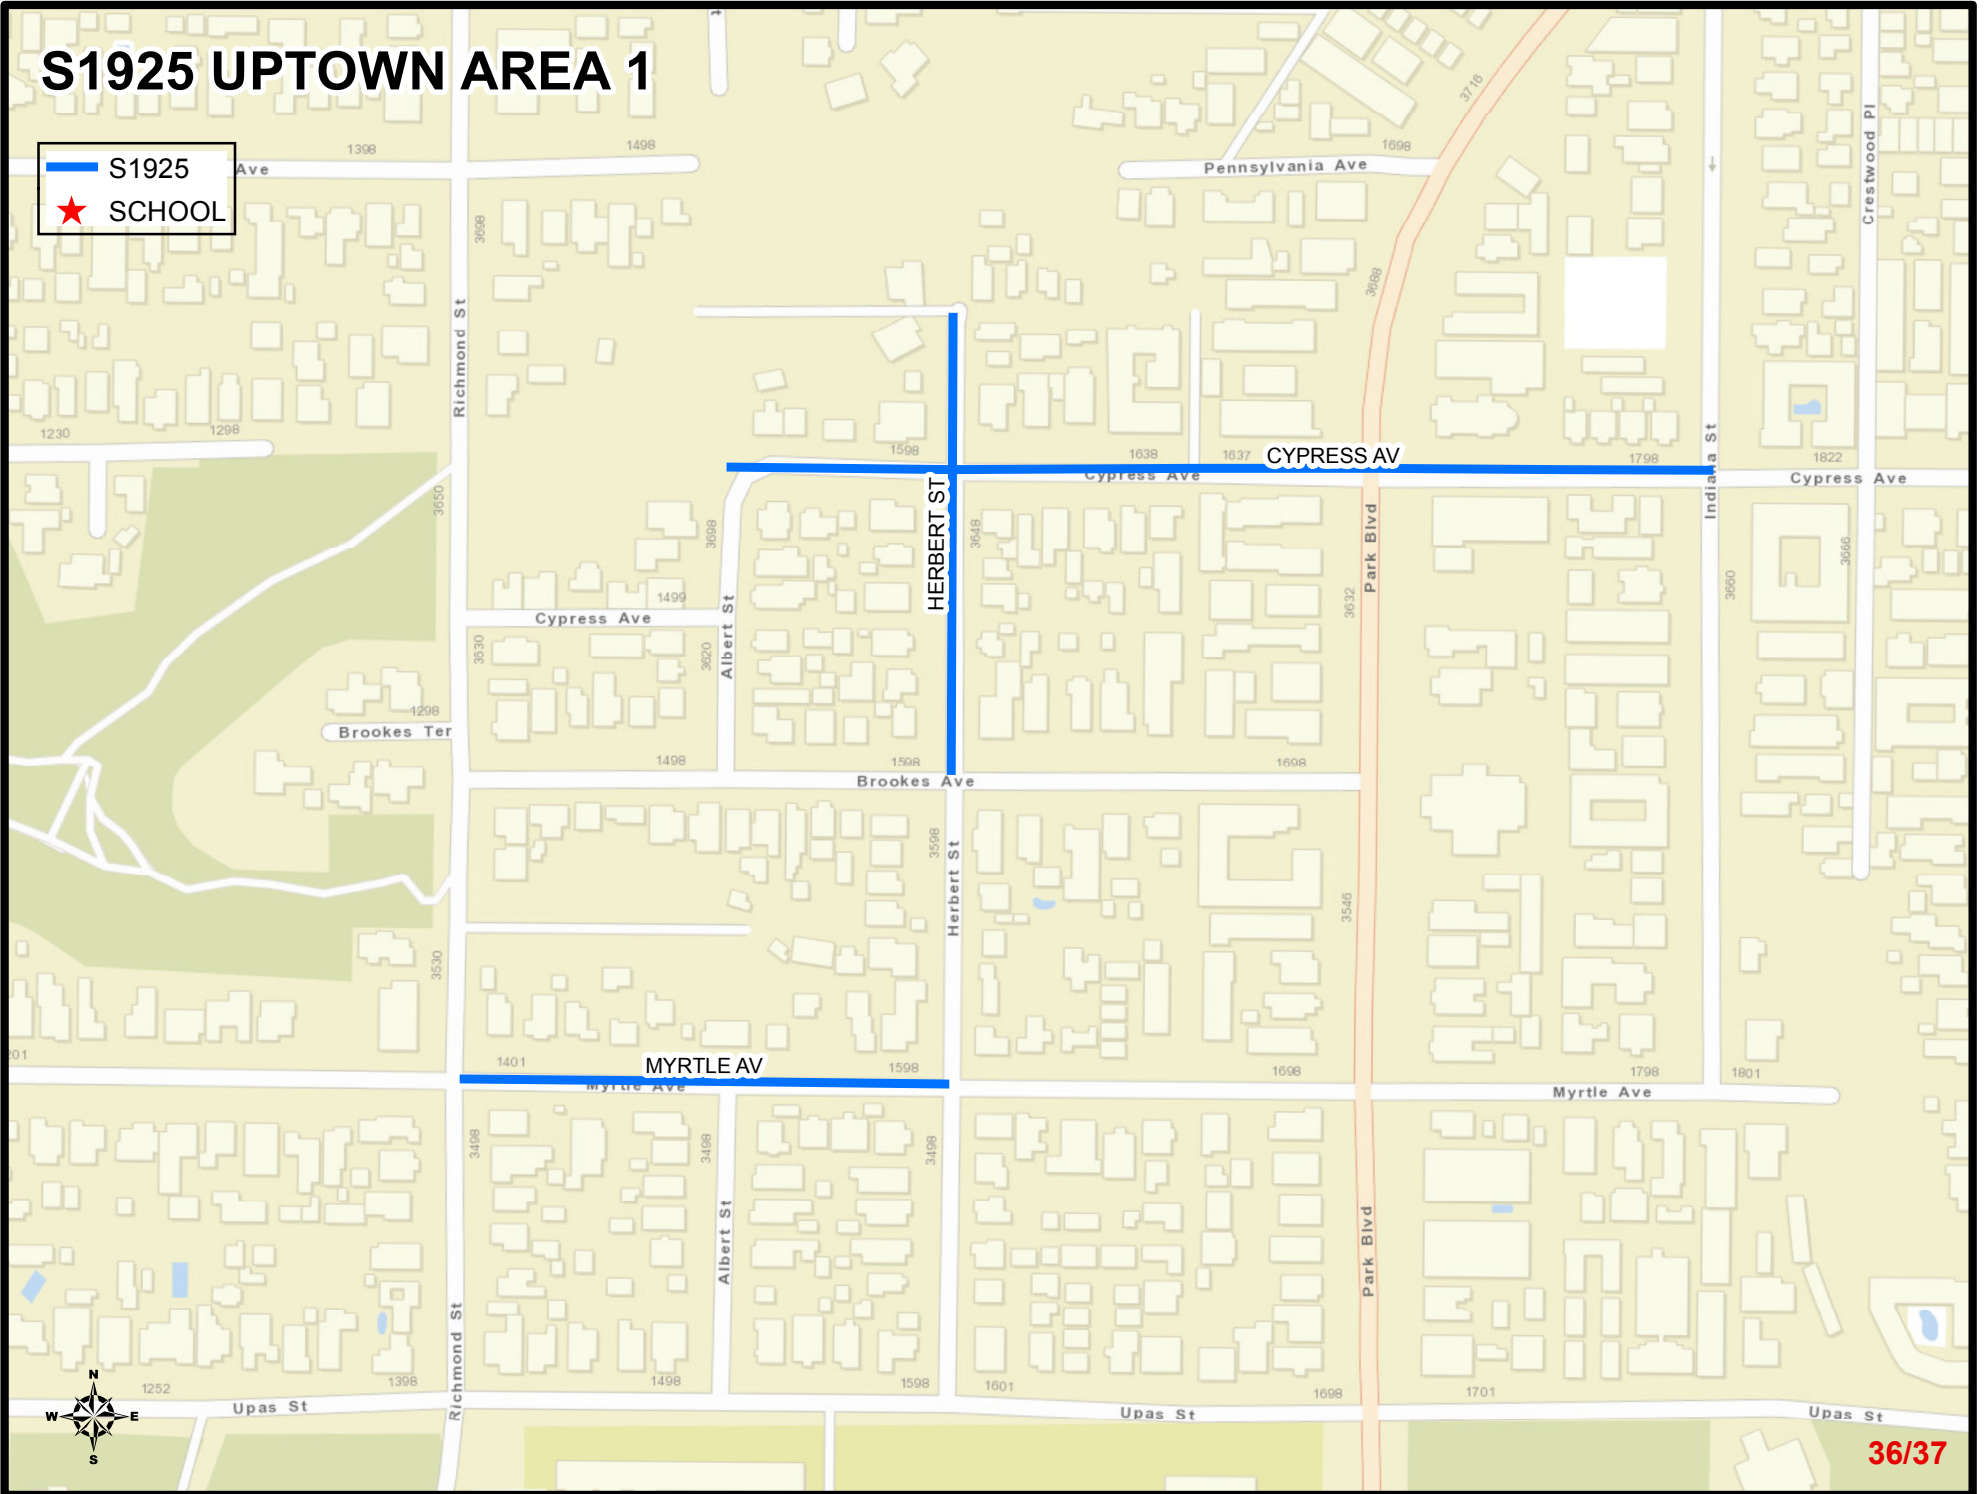 S1925 UPTOWN AREA 1
S1925
SCHOOL
Ave
1398
1498
1698
Pennsylvania Ave
3716
Crestwood Pl
3698
Richmond St
3688
1230
1298
1598
1638
1637
CYPRESS AV
Cypress Ave
1798
Indiana St
1822
Cypress Ave
3650
3698
HERBERT ST
3648
Park Blvd
3632
3660
3666
1499
Cypress Ave
3630
3620
Albert St
1298
Brookes Ter
1498
1598
Brookes Ave
1698
3598
Herbert St
3546
3530
1401
MYRTLE AV
Myrtle Ave
1598
1698
1798
1801
Myrtle Ave
3498
3498
3498
Albert St
Park Blvd
Richmond St
1252
1398
1498
1598
1601
1698
1701
Upas St
Upas St
Upas St
N
W
E
S
36/37